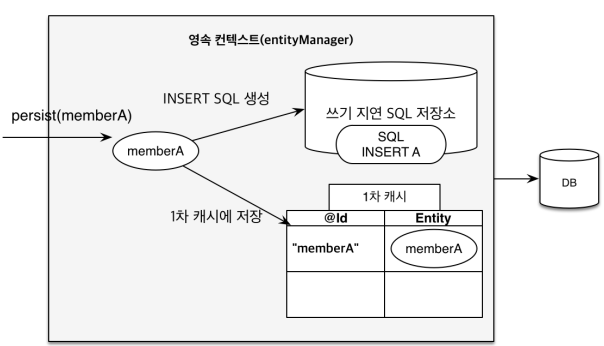 영속 컨텍스트(entityManager)
INSERT SQL 생성
쓰기 지연 SQL 저장소
persist(memberA)
SQL
INSERT A
memberA
DB
1차 캐시
1차 캐시에 저장
@Id Entity
"memberA" memberA